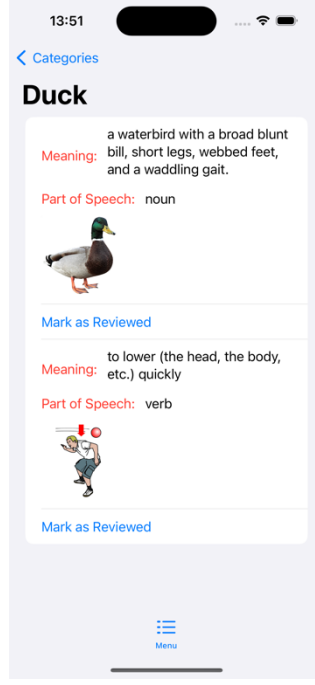 13:51
Categories
Duck
Meaning:
a waterbird with a broad blunt
bill, short legs, webbed feet,
and a waddling gait.
Part of Speech: noun
Mark as Reviewed
Meaning:
to lower (the head, the body,
etc.) quickly
Part of Speech: verb
Mark as Reviewed
Menu